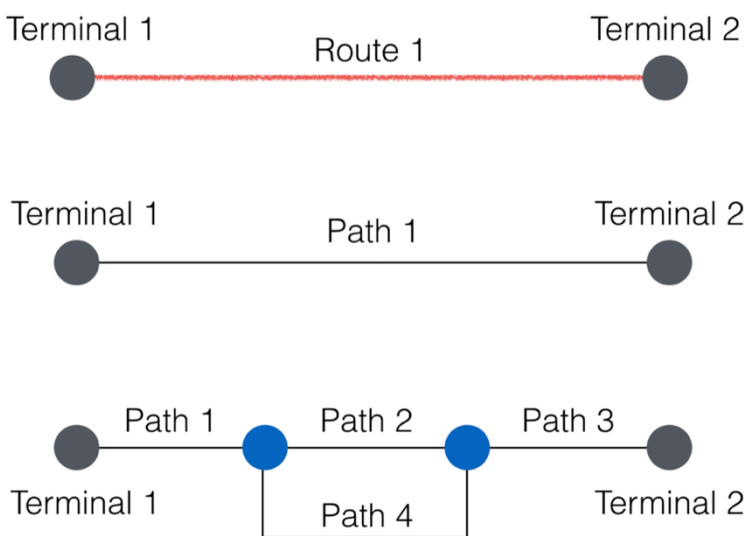 Terminal 1
Route 1
Terminal 2
Terminal 1
Path 1
Terminal 2
Path 1
Path 2
Path 3
Terminal 1
Path 4
Terminal 2